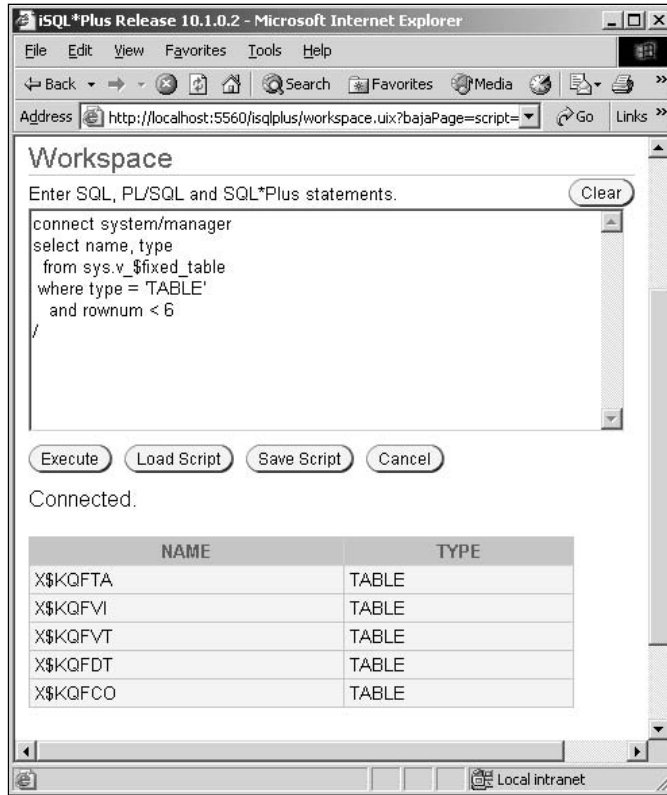 iSQL*Plus Release 10.1.0.2 - Microsoft Internet Explorer
File Edit View Favorites Tools Help
Back Search Favorites Media »
Address http://localhost:5560/isqlplus/workspace.uix?bajaPage=script= Go Links »
Workspace
Enter SQL, PL/SQL and SQL*Plus statements. Clear
connect system/manager
select name, type
from sys.v_$fixed_table
where type = 'TABLE'
and rownum < 6
/
Execute Load Script Save Script Cancel
Connected.
NAME TYPE
X$KQFTA TABLE
X$KQFVI TABLE
X$KQFVT TABLE
X$KQFDT TABLE
X$KQFCO TABLE
Local intranet